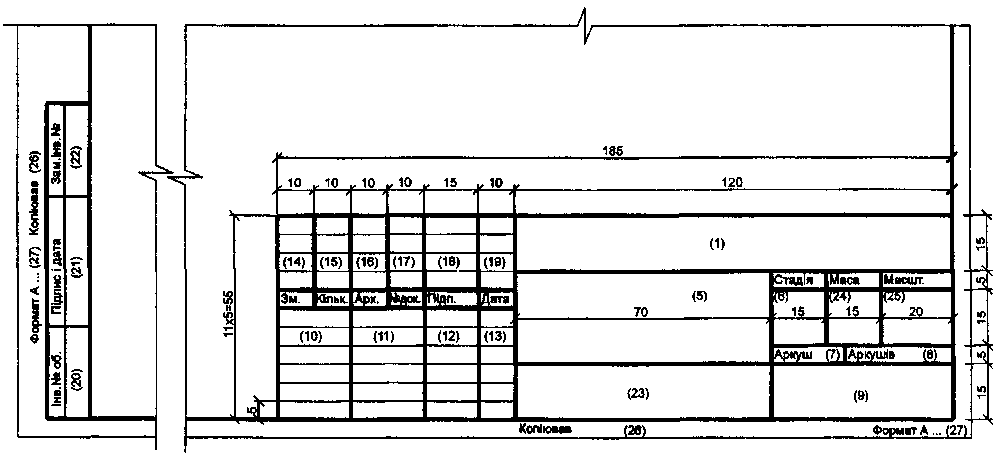 185
10 10 10 10 15 10 120
(1)
15
(14) (15) (16) (17) (18) (19)
Зм. Кільк. Арк. №док. Підп. Дата
(5)
Стадія Маса Масшт.
5
(6) (24) (25)
70
15 15 20
15
(10) (11) (12) (13)
11х5=55
Аркуш (7) Аркушів (8)
5
(23)
(9)
15
5
Копіював (26) Формат А ... (27)
Формат А ... (27) Копіював (26)
Зам.інв.№
(22)
Підпис і дата
(21)
Інв.№ об.
(20)